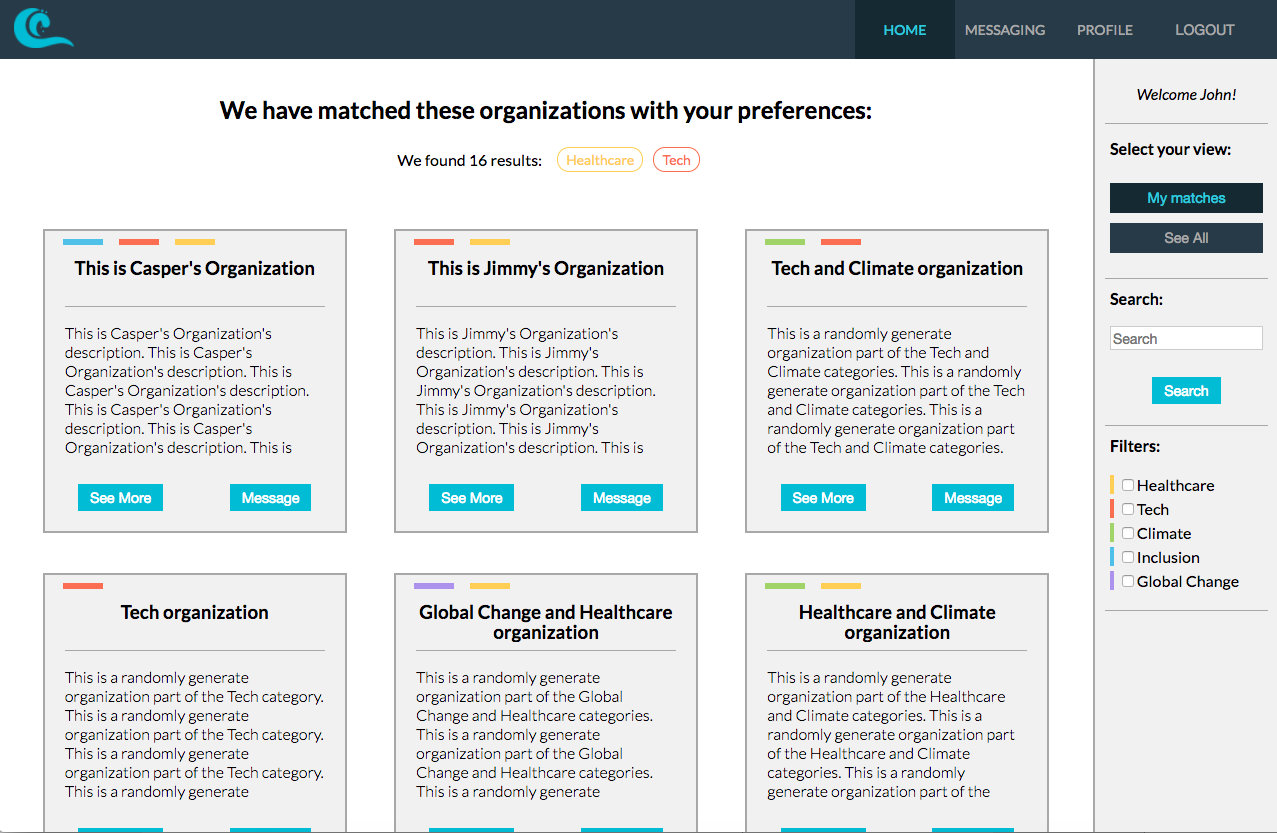 HOME MESSAGING PROFILE LOGOUT
We have matched these organizations with your preferences:
We found 16 results: Healthcare Tech
This is Casper's Organization
This is Casper's Organization's
description. This is Casper's
Organization's description. This is
Casper's Organization's description.
This is Casper's Organization's
description. This is Casper's
Organization's description. This is
See More Message
This is Jimmy's Organization
This is Jimmy's Organization's
description. This is Jimmy's
Organization's description. This is
Jimmy's Organization's description.
This is Jimmy's Organization's
description. This is Jimmy's
Organization's description. This is
See More Message
Tech and Climate organization
This is a randomly generate
organization part of the Tech and
Climate categories. This is a randomly
generate organization part of the Tech
and Climate categories. This is a
randomly generate organization part
of the Tech and Climate categories.
See More Message
Tech organization
This is a randomly generate
organization part of the Tech category.
This is a randomly generate
organization part of the Tech category.
This is a randomly generate
organization part of the Tech category.
This is a randomly generate
Global Change and Healthcare
organization
This is a randomly generate
organization part of the Global
Change and Healthcare categories.
This is a randomly generate
organization part of the Global
Change and Healthcare categories.
This is a randomly generate
Healthcare and Climate
organization
This is a randomly generate
organization part of the Healthcare
and Climate categories. This is a
randomly generate organization part
of the Healthcare and Climate
categories. This is a randomly
generate organization part of the
Welcome John!
Select your view:
My matches
See All
Search:
Search
Search
Filters:
Healthcare
Tech
Climate
Inclusion
Global Change